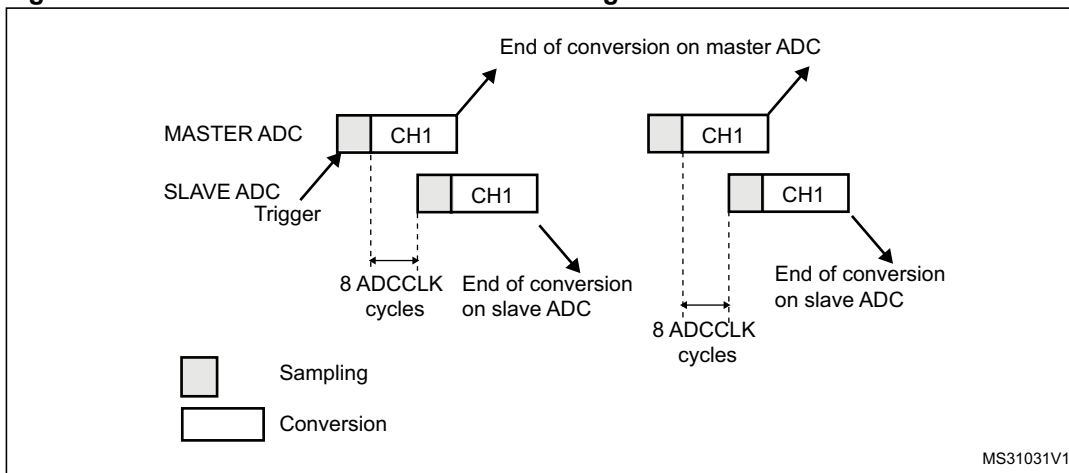 End of conversion on master ADC
MASTER ADC
CH1
CH1
SLAVE ADC
Trigger
CH1
CH1
8 ADCCLK
cycles
End of conversion
on slave ADC
8 ADCCLK
cycles
End of conversion
on slave ADC
Sampling
Conversion
MS31031V1